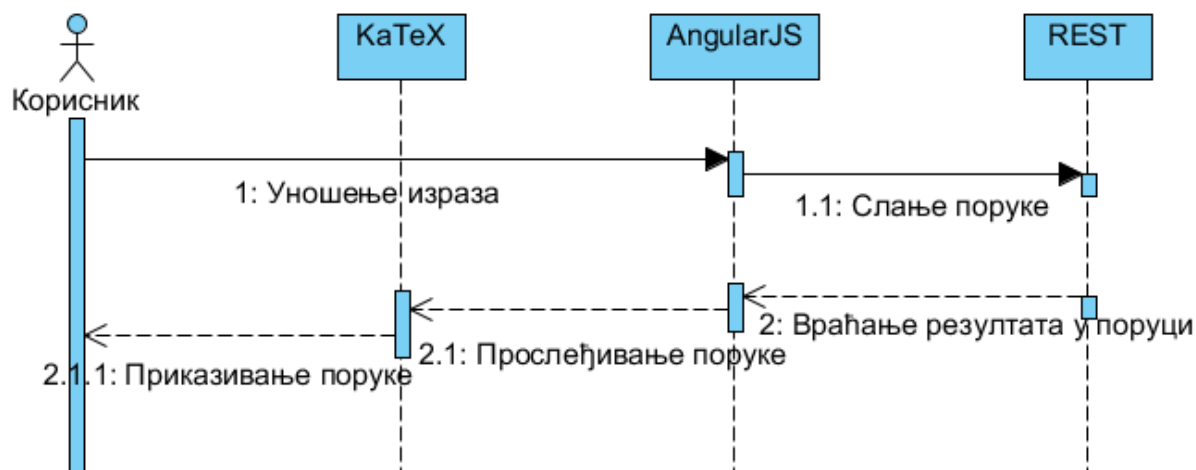 KaTeX
AngularJS
REST
Корисник
1: Уношење израза
1.1: Слање поруке
2: Враћање резултата у поруци
2.1: Прослеђивање поруке
2.1.1: Приказивање поруке